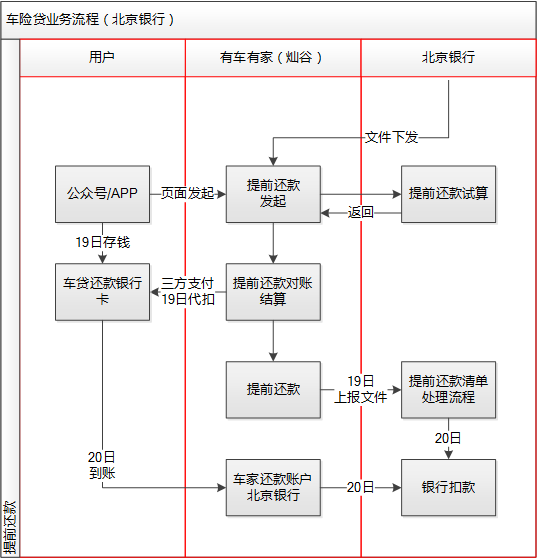 车险贷业务流程（北京银行）
用户
有车有家（灿谷）
北京银行
文件下发
公众号/APP
页面发起
提前还款
发起
提前还款试算
返回
19日存钱
车贷还款银行
卡
三方支付
19日代扣
提前还款对账
结算
提前还款
19日
上报文件
提前还款清单
处理流程
20日
20日
到账
车家还款账户
北京银行
20日
银行扣款
提前还款